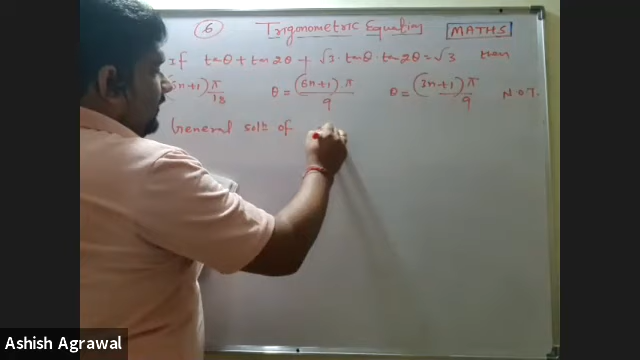 6 Trigonometric Equation MATHS
If tanθ + tan2θ + √3·tanθ·tan2θ = √3 then
6n+1) π/18 θ = (6n+1)·π/9 θ = (3n+1) π/9 N O T.
General solⁿ of
Ashish Agrawal